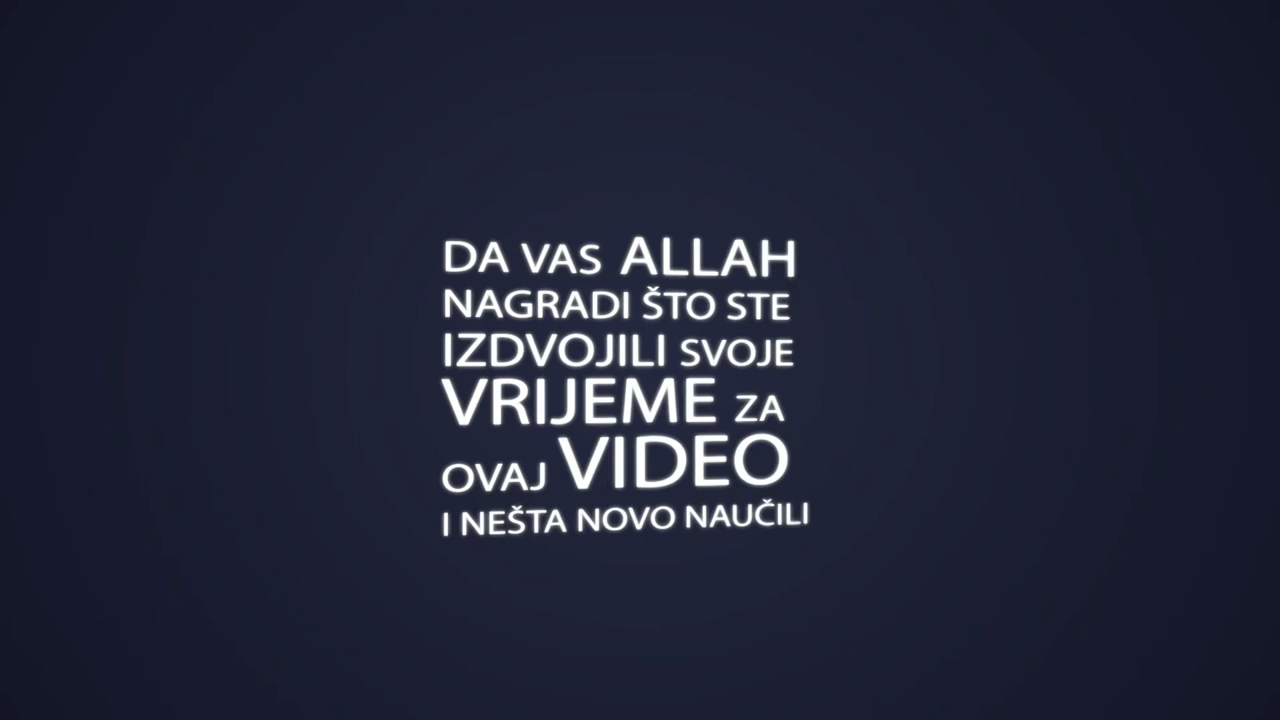 DA VAS ALLAH
NAGRADI ŠTO STE
IZDVOJILI SVOJE
VRIJEME ZA
OVAJ VIDEO
I NEŠTA NOVO NAUČILI